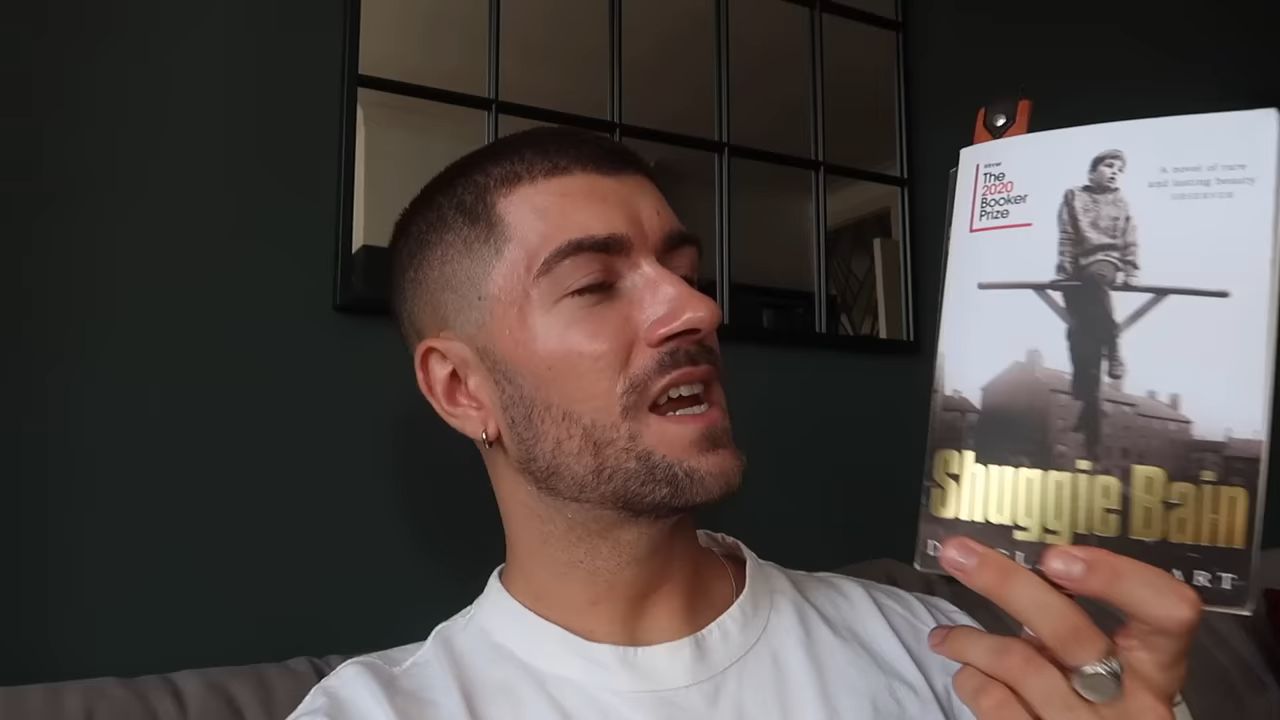 The
2020
Booker
Prize
A novel of rare
and lasting beauty
OBSERVER
Shuggie Bain